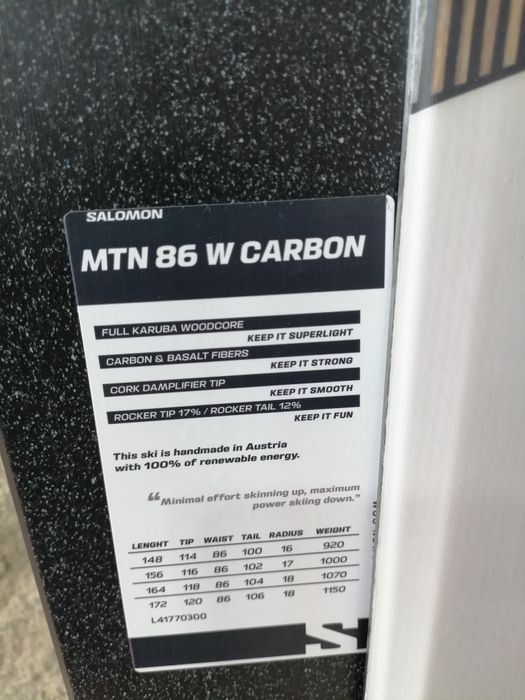 SALOMON
MTN 86 W CARBON
FULL KARUBA WOODCORE
KEEP IT SUPERLIGHT
CARBON & BASALT FIBERS
KEEP IT STRONG
CORK DAMPLIFIER TIP
KEEP IT SMOOTH
ROCKER TIP 17% / ROCKER TAIL 12%
KEEP IT FUN
This ski is handmade in Austria
with 100% of renewable energy.
“Minimal effort skinning up, maximum
power skiing down.”
LENGHT TIP WAIST TAIL RADIUS WEIGHT
148 114 86 100 16 920
156 116 86 102 17 1000
164 118 86 104 18 1070
172 120 86 106 18 1150
L41770300